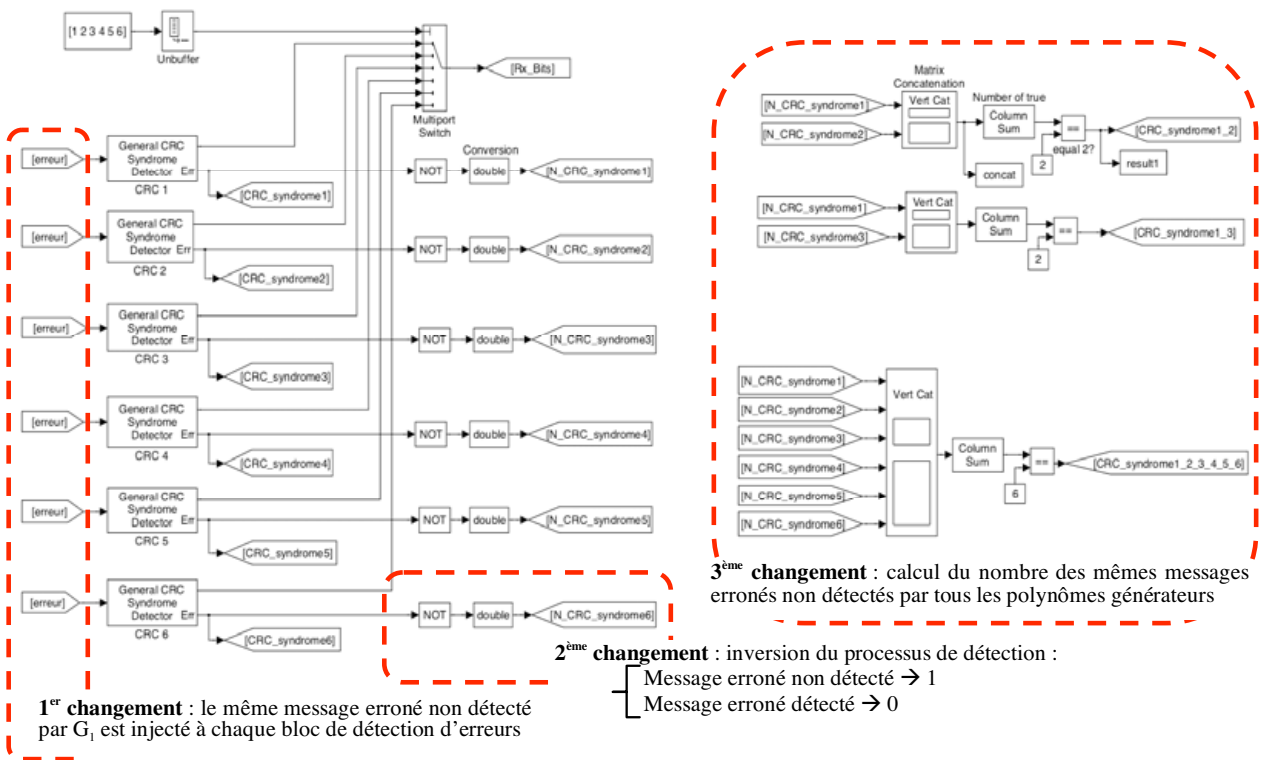 [1 2 3 4 5 6]
Unbuffer
[Rx_Bits]
Multiport
Switch
[erreur]
General CRC
Syndrome
Detector Err
CRC 1
[CRC_syndrome1]
NOT
Conversion
double
[N_CRC_syndrome1]
[erreur]
General CRC
Syndrome
Detector Err
CRC 2
[CRC_syndrome2]
NOT
double
[N_CRC_syndrome2]
[erreur]
General CRC
Syndrome
Detector Err
CRC 3
[CRC_syndrome3]
NOT
double
[N_CRC_syndrome3]
[erreur]
General CRC
Syndrome
Detector Err
CRC 4
[CRC_syndrome4]
NOT
double
[N_CRC_syndrome4]
[erreur]
General CRC
Syndrome
Detector Err
CRC 5
[CRC_syndrome5]
NOT
double
[N_CRC_syndrome5]
[erreur]
General CRC
Syndrome
Detector Err
CRC 6
[CRC_syndrome6]
NOT
double
[N_CRC_syndrome6]
Matrix
Concatenation
[N_CRC_syndrome1]
[N_CRC_syndrome2]
Vert Cat
Number of true
Column
Sum
==
equal 2?
2
[CRC_syndrome1_2]
result1
concat
[N_CRC_syndrome1]
[N_CRC_syndrome3]
Vert Cat
Column
Sum
==
2
[CRC_syndrome1_3]
[N_CRC_syndrome1]
[N_CRC_syndrome2]
[N_CRC_syndrome3]
[N_CRC_syndrome4]
[N_CRC_syndrome5]
[N_CRC_syndrome6]
Vert Cat
Column
Sum
==
6
[CRC_syndrome1_2_3_4_5_6]
3ème changement : calcul du nombre des mêmes messages
erronés non détectés par tous les polynômes générateurs
2ème changement : inversion du processus de détection :
Message erroné non détecté → 1
Message erroné détecté → 0
1er changement : le même message erroné non détecté
par G1 est injecté à chaque bloc de détection d’erreurs